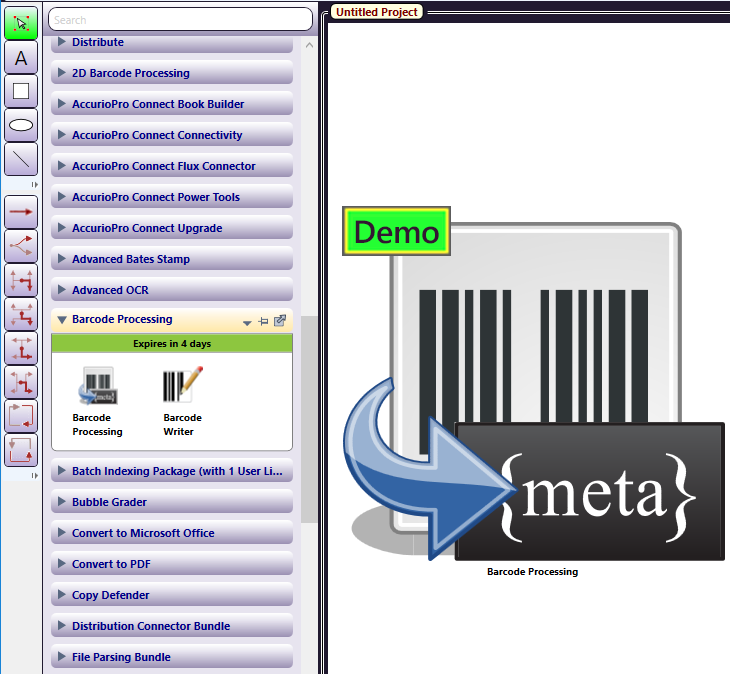 Search
Untitled Project
A
Distribute
2D Barcode Processing
AccurioPro Connect Book Builder
AccurioPro Connect Connectivity
AccurioPro Connect Flux Connector
AccurioPro Connect Power Tools
AccurioPro Connect Upgrade
Advanced Bates Stamp
Advanced OCR
Barcode Processing
Expires in 4 days
{meta}
Barcode
Processing
Barcode
Writer
Batch Indexing Package (with 1 User Li...
Bubble Grader
Convert to Microsoft Office
Convert to PDF
Copy Defender
Distribution Connector Bundle
File Parsing Bundle
Demo
{meta}
Barcode Processing